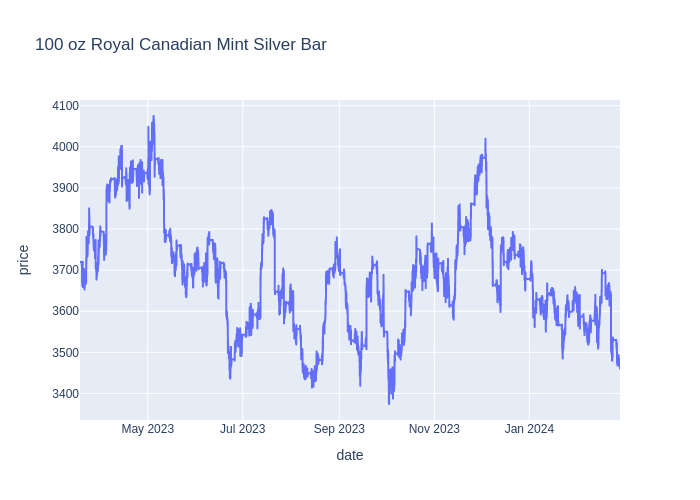 100 oz Royal Canadian Mint Silver Bar
4100
4000
3900
3800
3700
3600
3500
3400
price
May 2023
Jul 2023
Sep 2023
Nov 2023
Jan 2024
date